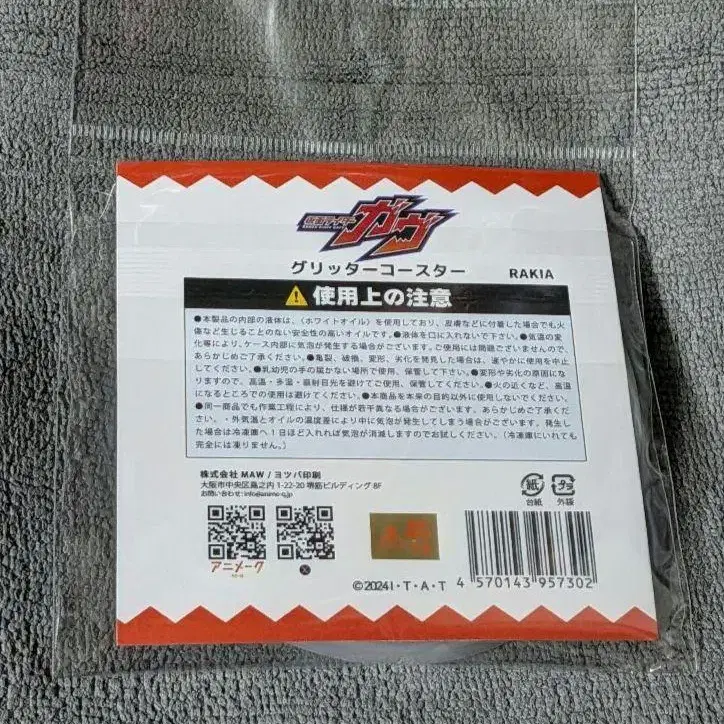 仮面ライダー
ガヴ
グリッターコースター RAKIA
使用上の注意
●本製品の内部の液体は、〈ホワイトオイル〉を使用しており、皮膚などに付着した場合でも火
傷など生じることのない安全性の高いオイルです。●液体を口に入れないで下さい。●気温の変
化等により、ケース内部に気泡が発生する場合がございます。ご使用には問題ございませんので、
あらかじめご了承ください。●亀裂、破損、変形、劣化を発見した場合は、速やかに使用を中止
してください。●乳幼児の手の届かない場所で使用、保管して下さい。●変形や劣化の原因にな
りますので、高温・多湿・直射日光を避けてご使用、保管してください。●火の近くなど、高温
になるところでの使用は避けてください。●本商品を本来の目的以外に使用しないでください。
●同一商品でも作業工程により、仕様が若干異なる場合がございます。あらかじめご了承くださ
い。・外気温とオイルの温度差により中に気泡が発生してしまう場合がございます。発生し
た場合は冷凍庫へ1日ほど入れれば気泡が消滅しますのでお試しください。（冷凍庫にいれても
完全には凍りません。）
株式会社 MAW / ヨツバ印刷
大阪市中央区島之内 1-22-20 堺筋ビルディング 8F
お問い合わせ: info@anime-q.jp
アニメーク
紙
台紙
プラ
外袋
©2024 I・T・A・T
4 570143 957302